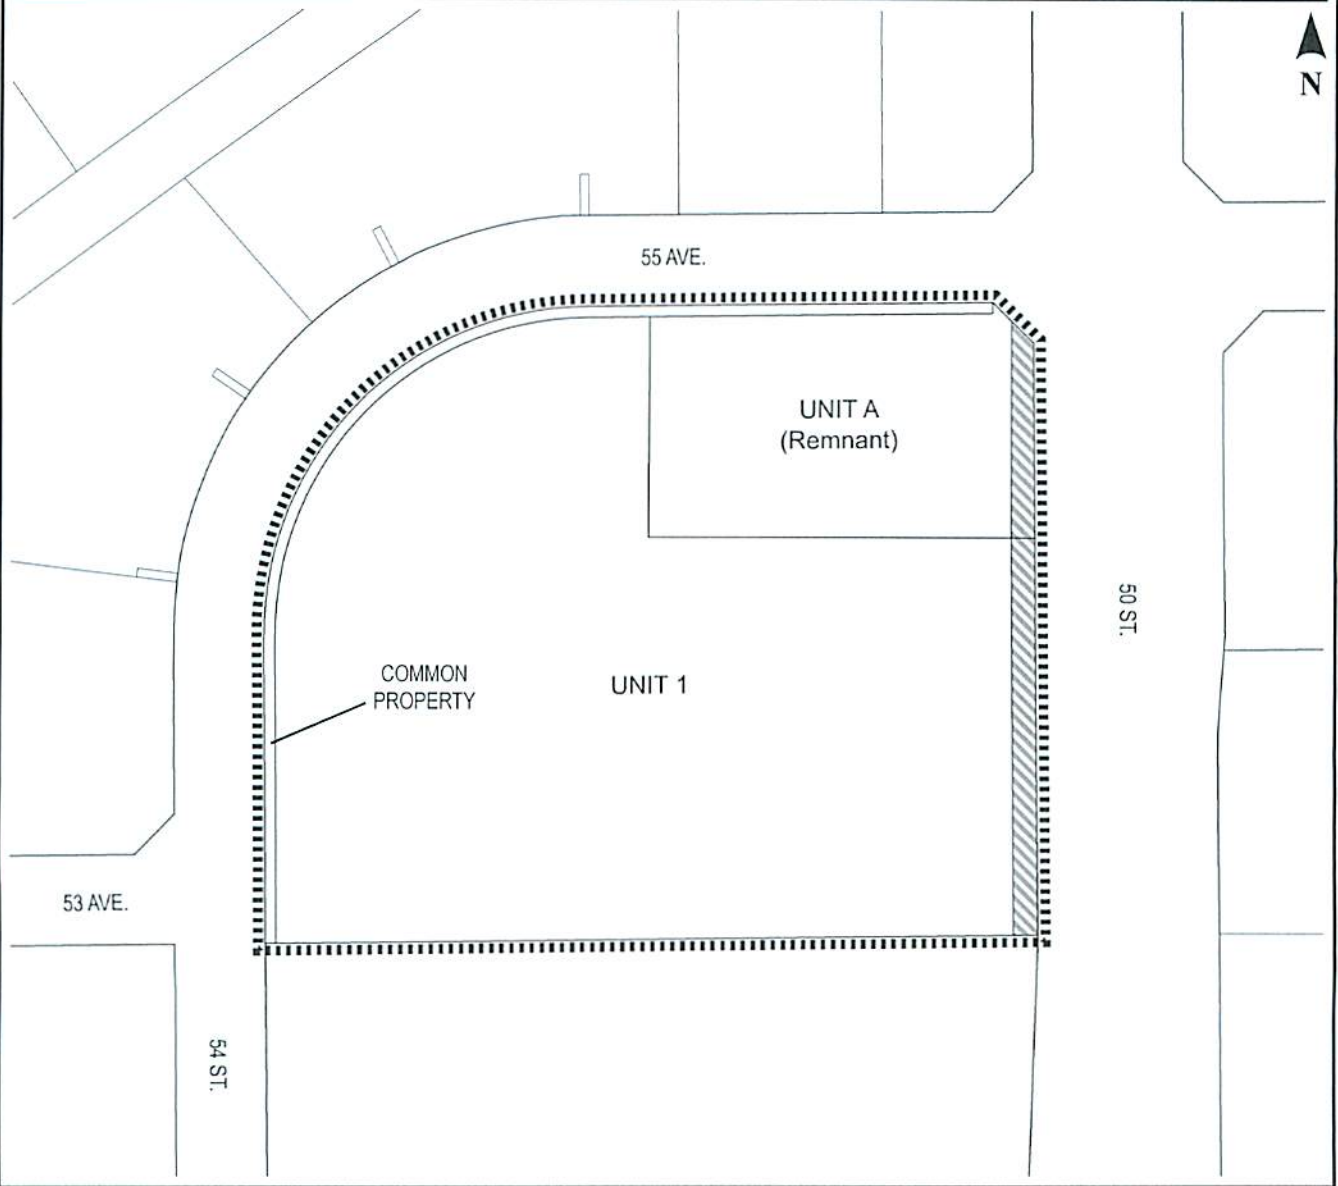 N
55 AVE.
UNIT A
(Remnant)
50 ST.
COMMON
PROPERTY
UNIT 1
53 AVE.
54 ST.